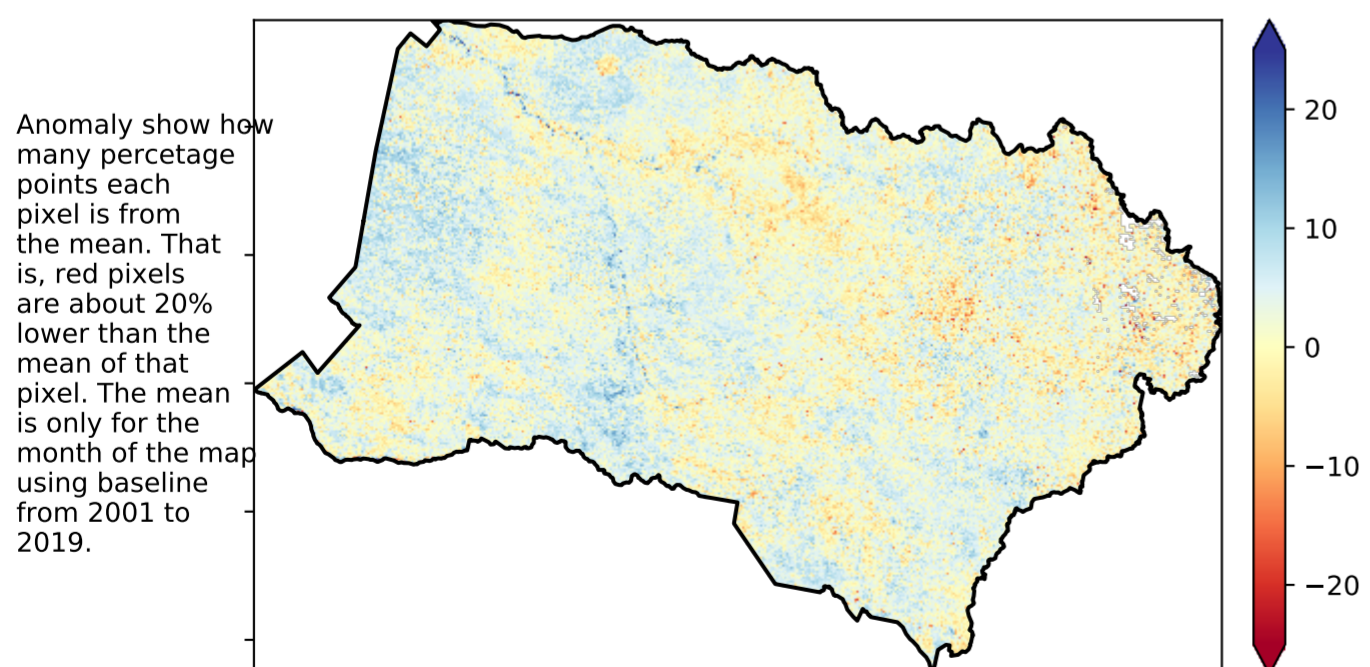 Anomaly show how
many percetage
points each
pixel is from
the mean. That
is, red pixels
are about 20%
lower than the
mean of that
pixel. The mean
is only for the
month of the map
using baseline
from 2001 to
2019.
20
10
0
−10
−20